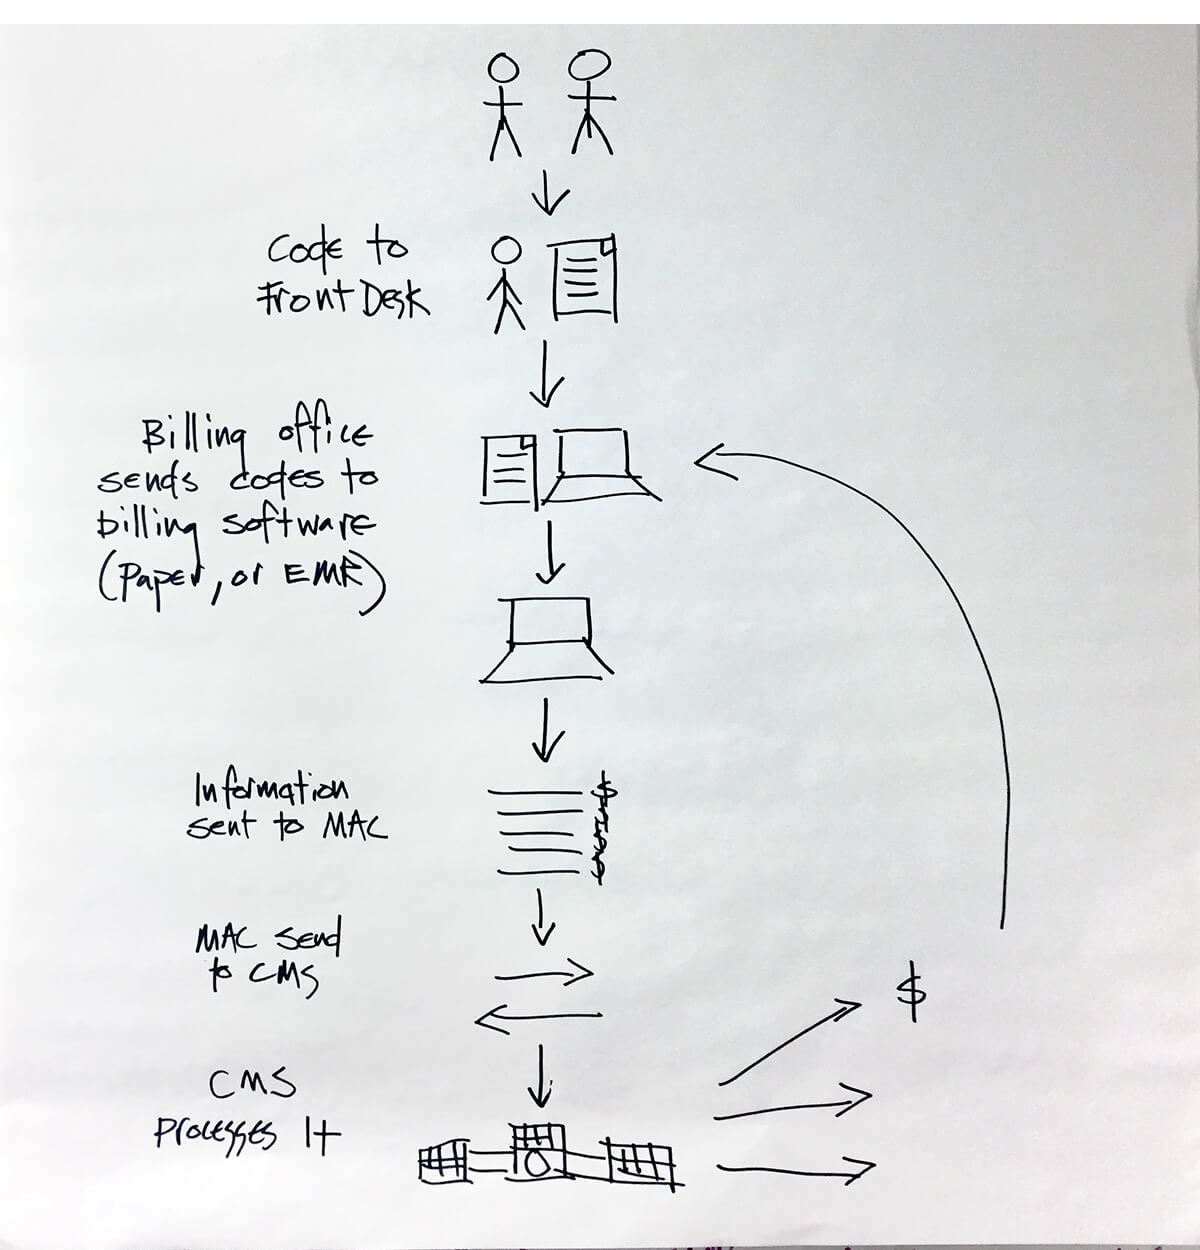 Code to
Front Desk
Billing office
sends codes to
billing software
(Paper, or EMR)
Information
sent to MAC
$
MAC send
to CMS
$
CMS
Processes It